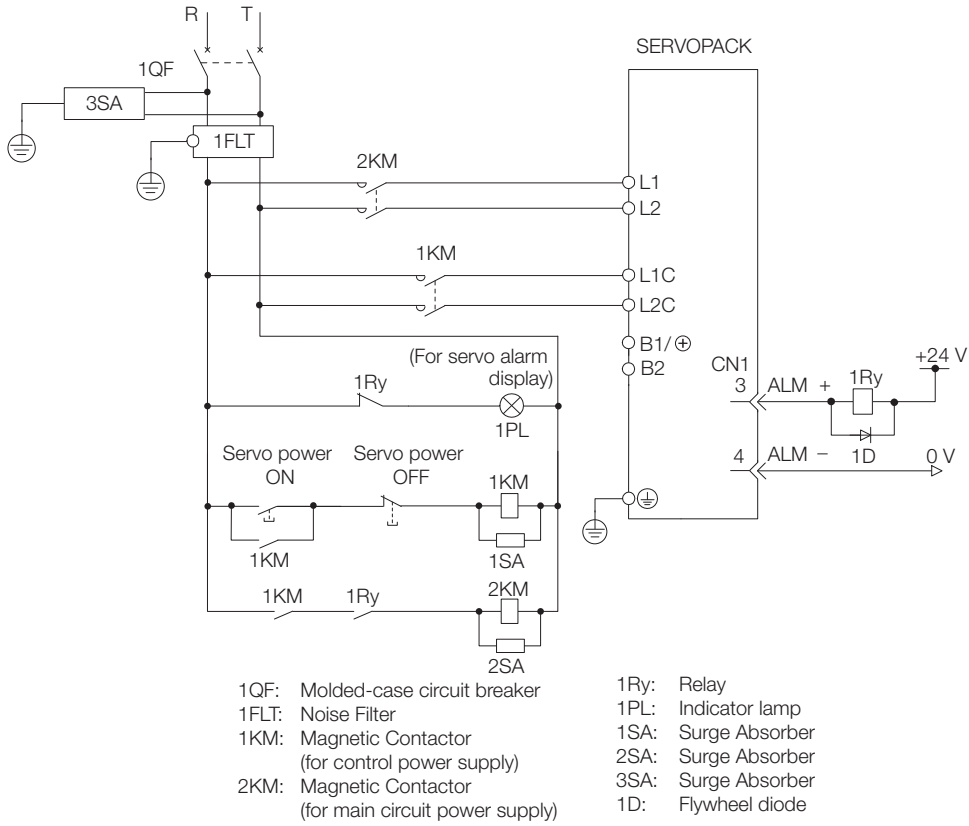 R T
SERVOPACK
1QF
3SA
1FLT
2KM
L1
L2
1KM
L1C
L2C
B1/⊕
B2
(For servo alarm
display)
CN1
+24 V
1Ry
3 ALM +
1Ry
1PL
1D
4 ALM −
0 V
Servo power
ON
Servo power
OFF
1KM
1KM
1SA
1KM
1Ry
2KM
2SA
1QF: Molded-case circuit breaker
1FLT: Noise Filter
1KM: Magnetic Contactor
(for control power supply)
2KM: Magnetic Contactor
(for main circuit power supply)
1Ry: Relay
1PL: Indicator lamp
1SA: Surge Absorber
2SA: Surge Absorber
3SA: Surge Absorber
1D: Flywheel diode